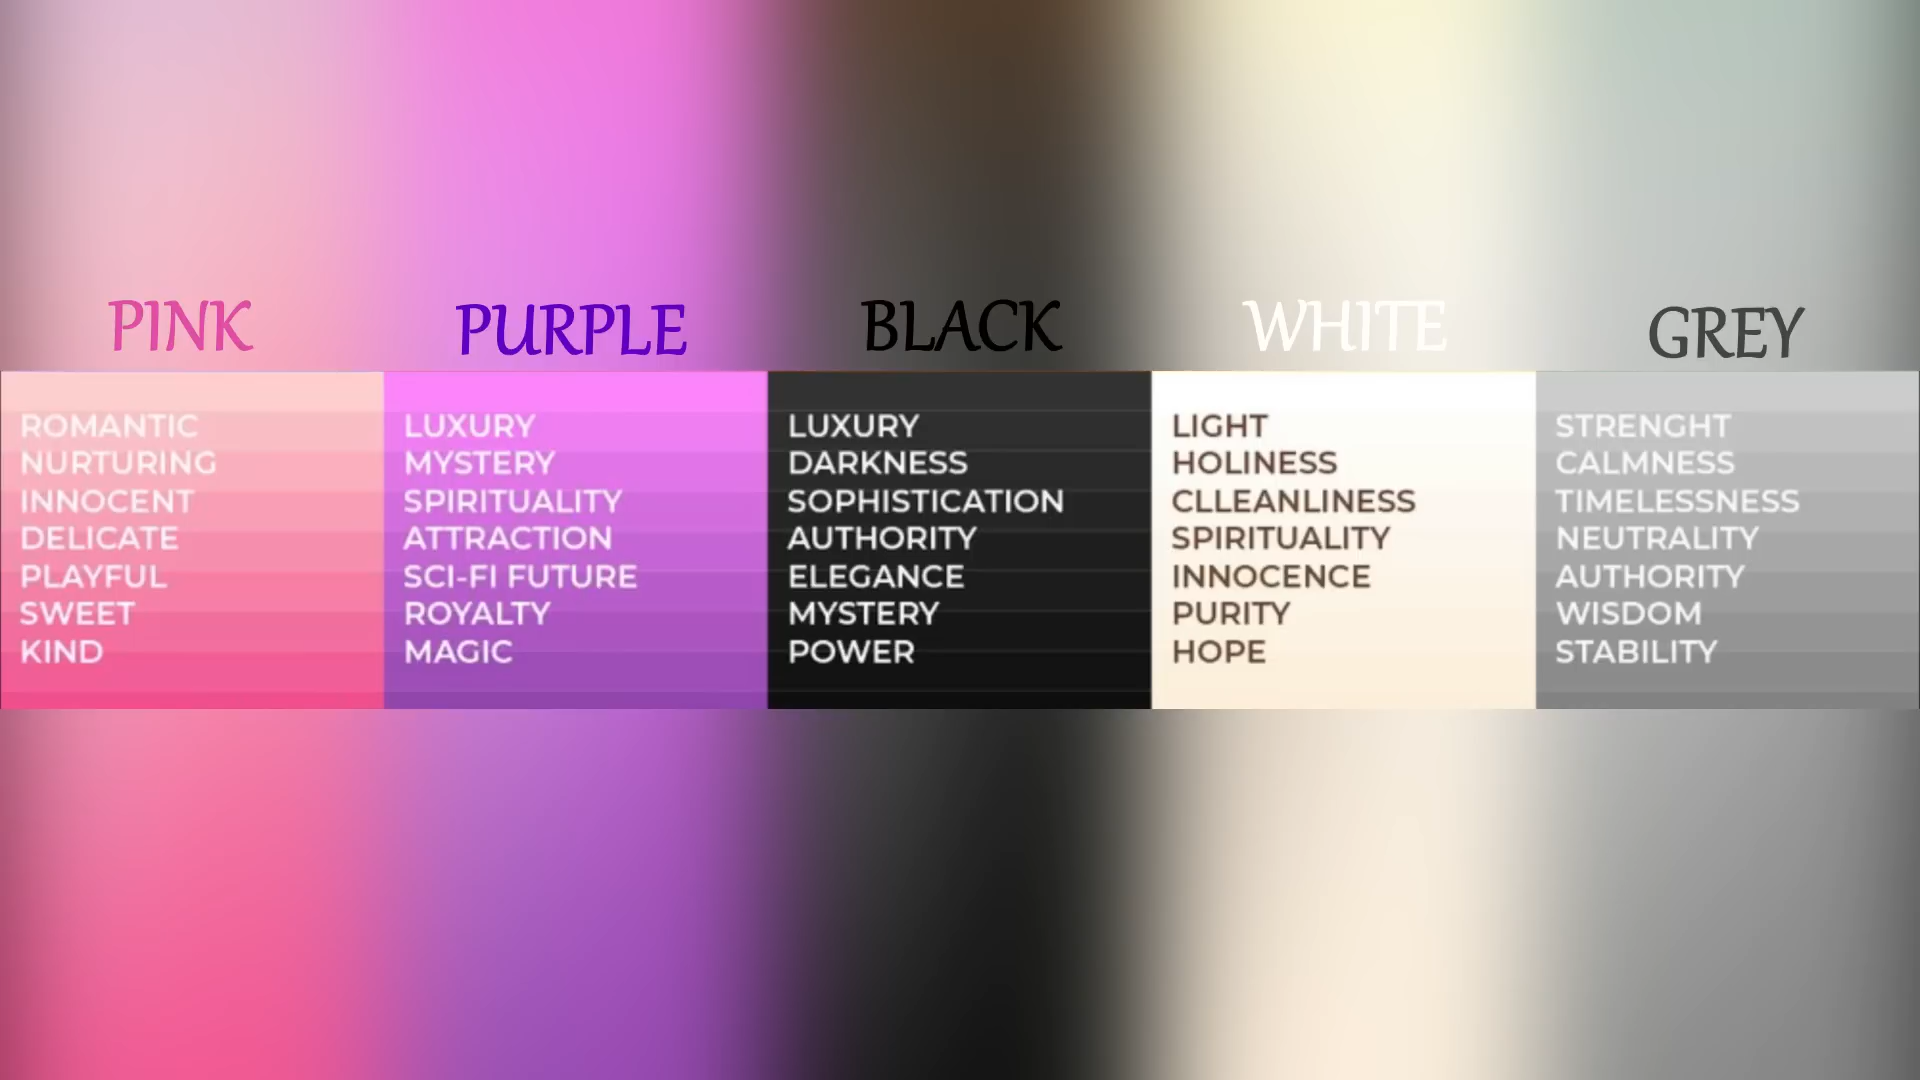 PINK
PURPLE
BLACK
WHITE
GREY
ROMANTIC
NURTURING
INNOCENT
DELICATE
PLAYFUL
SWEET
KIND
LUXURY
MYSTERY
SPIRITUALITY
ATTRACTION
SCI-FI FUTURE
ROYALTY
MAGIC
LUXURY
DARKNESS
SOPHISTICATION
AUTHORITY
ELEGANCE
MYSTERY
POWER
LIGHT
HOLINESS
CLLEANLINESS
SPIRITUALITY
INNOCENCE
PURITY
HOPE
STRENGHT
CALMNESS
TIMELESSNESS
NEUTRALITY
AUTHORITY
WISDOM
STABILITY